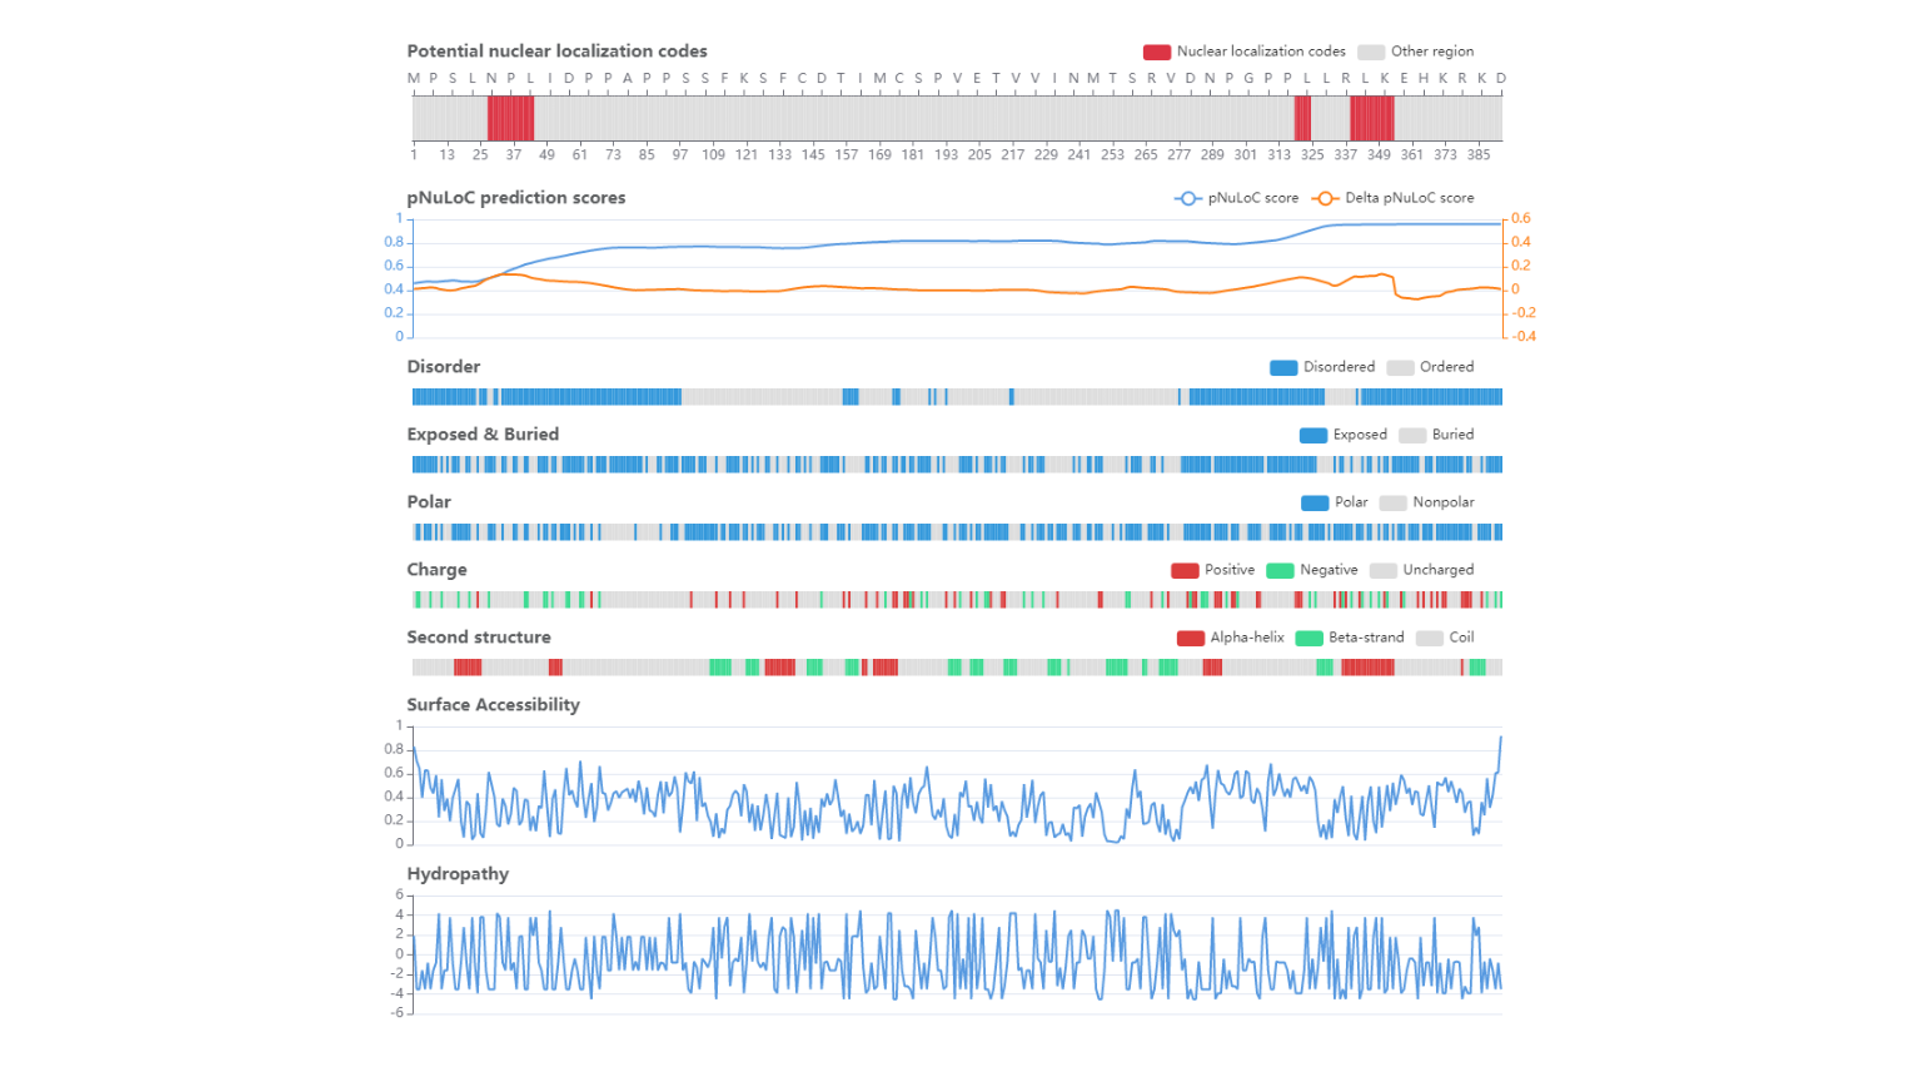 Potential nuclear localization codes
Nuclear localization codes Other region
M P S L N P L I D P P A P P S S F K S F C D T I M C S P V E T V V I N M T S R V D N P G P P L L R L K E H K R K D
1 13 25 37 49 61 73 85 97 109 121 133 145 157 169 181 193 205 217 229 241 253 265 277 289 301 313 325 337 349 361 373 385
pNuLoC prediction scores
pNuLoC score Delta pNuLoC score
1 0.6
0.8 0.4
0.6 0.2
0.4 0
0.2 -0.2
0 -0.4
Disorder
Disordered Ordered
Exposed & Buried
Exposed Buried
Polar
Polar Nonpolar
Charge
Positive Negative Uncharged
Second structure
Alpha-helix Beta-strand Coil
Surface Accessibility
1
0.8
0.6
0.4
0.2
0
Hydropathy
6
4
2
0
-2
-4
-6